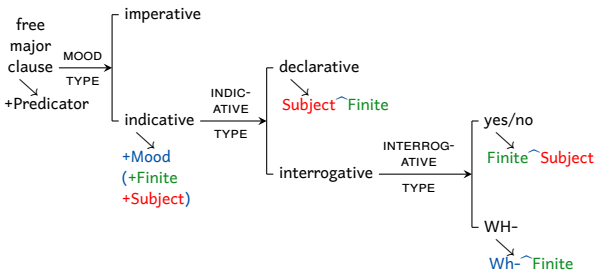 free
major
clause
+Predicator
MOOD
TYPE
imperative
indicative
+Mood
(+Finite
+Subject)
INDIC-
ATIVE
TYPE
declarative
Subject^Finite
interrogative
INTERROG-
ATIVE
TYPE
yes/no
Finite^Subject
WH-
Wh-^Finite